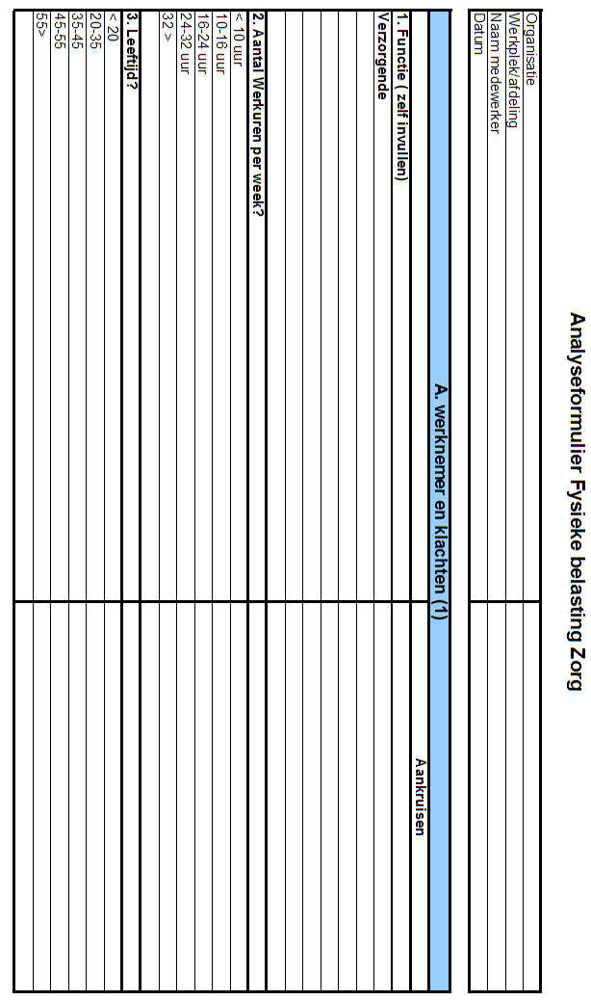 Analyseformulier Fysieke belasting Zorg
Organisatie
Werkplek/afdeling
Naam medewerker
Datum
A. werknemer en klachten (1)
Aankruisen
1. Functie ( zelf invullen)
Verzorgende
2. Aantal Werkuren per week?
< 10 uur
10-16 uur
16-24 uur
24-32 uur
32 >
3. Leeftijd?
< 20
20-35
35-45
45-55
55>